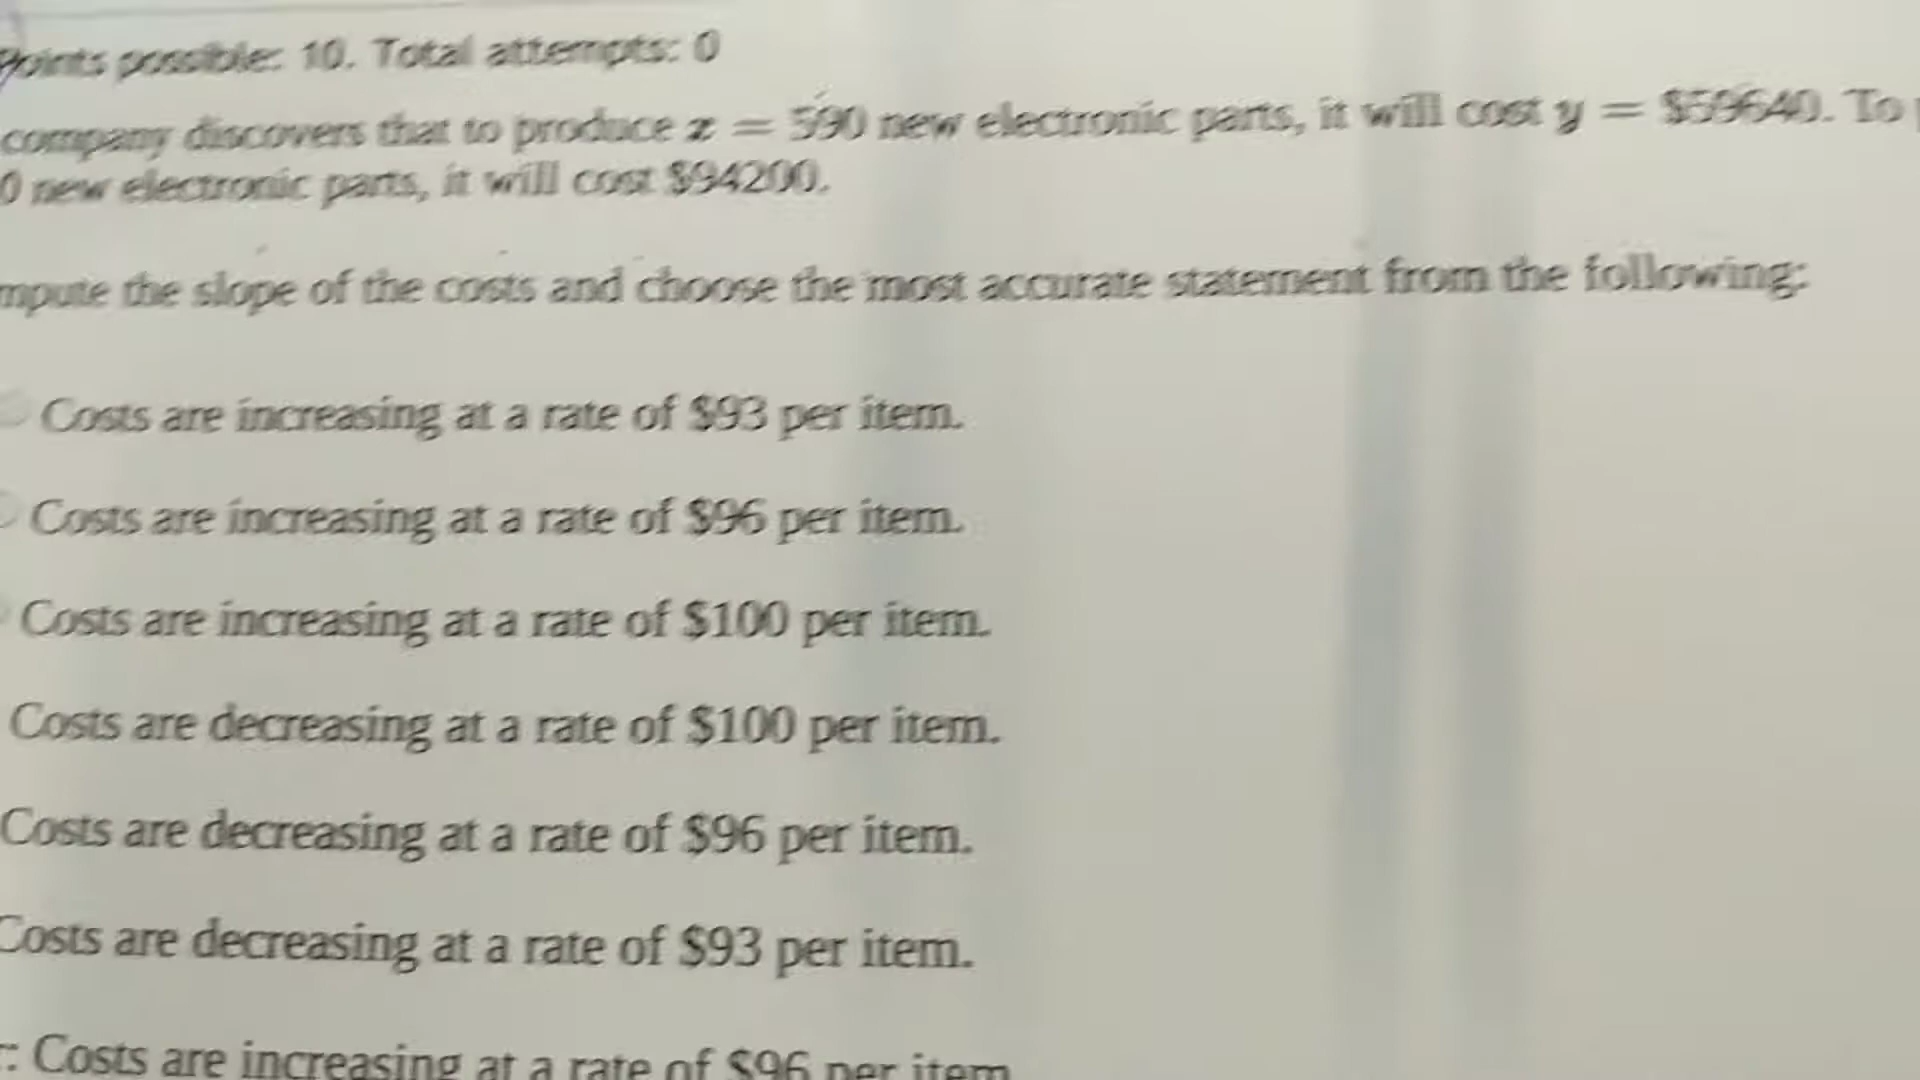 Points possible: 10. Total attempts: 0
company discovers that to produce x = 590 new electronic parts, it will cost y = $59640. To
0 new electronic parts, it will cost $94200.
mpute the slope of the costs and choose the most accurate statement from the following:
Costs are increasing at a rate of $93 per item.
Costs are increasing at a rate of $96 per item.
Costs are increasing at a rate of $100 per item.
Costs are decreasing at a rate of $100 per item.
Costs are decreasing at a rate of $96 per item.
Costs are decreasing at a rate of $93 per item.
: Costs are increasing at a rate of $96 per item